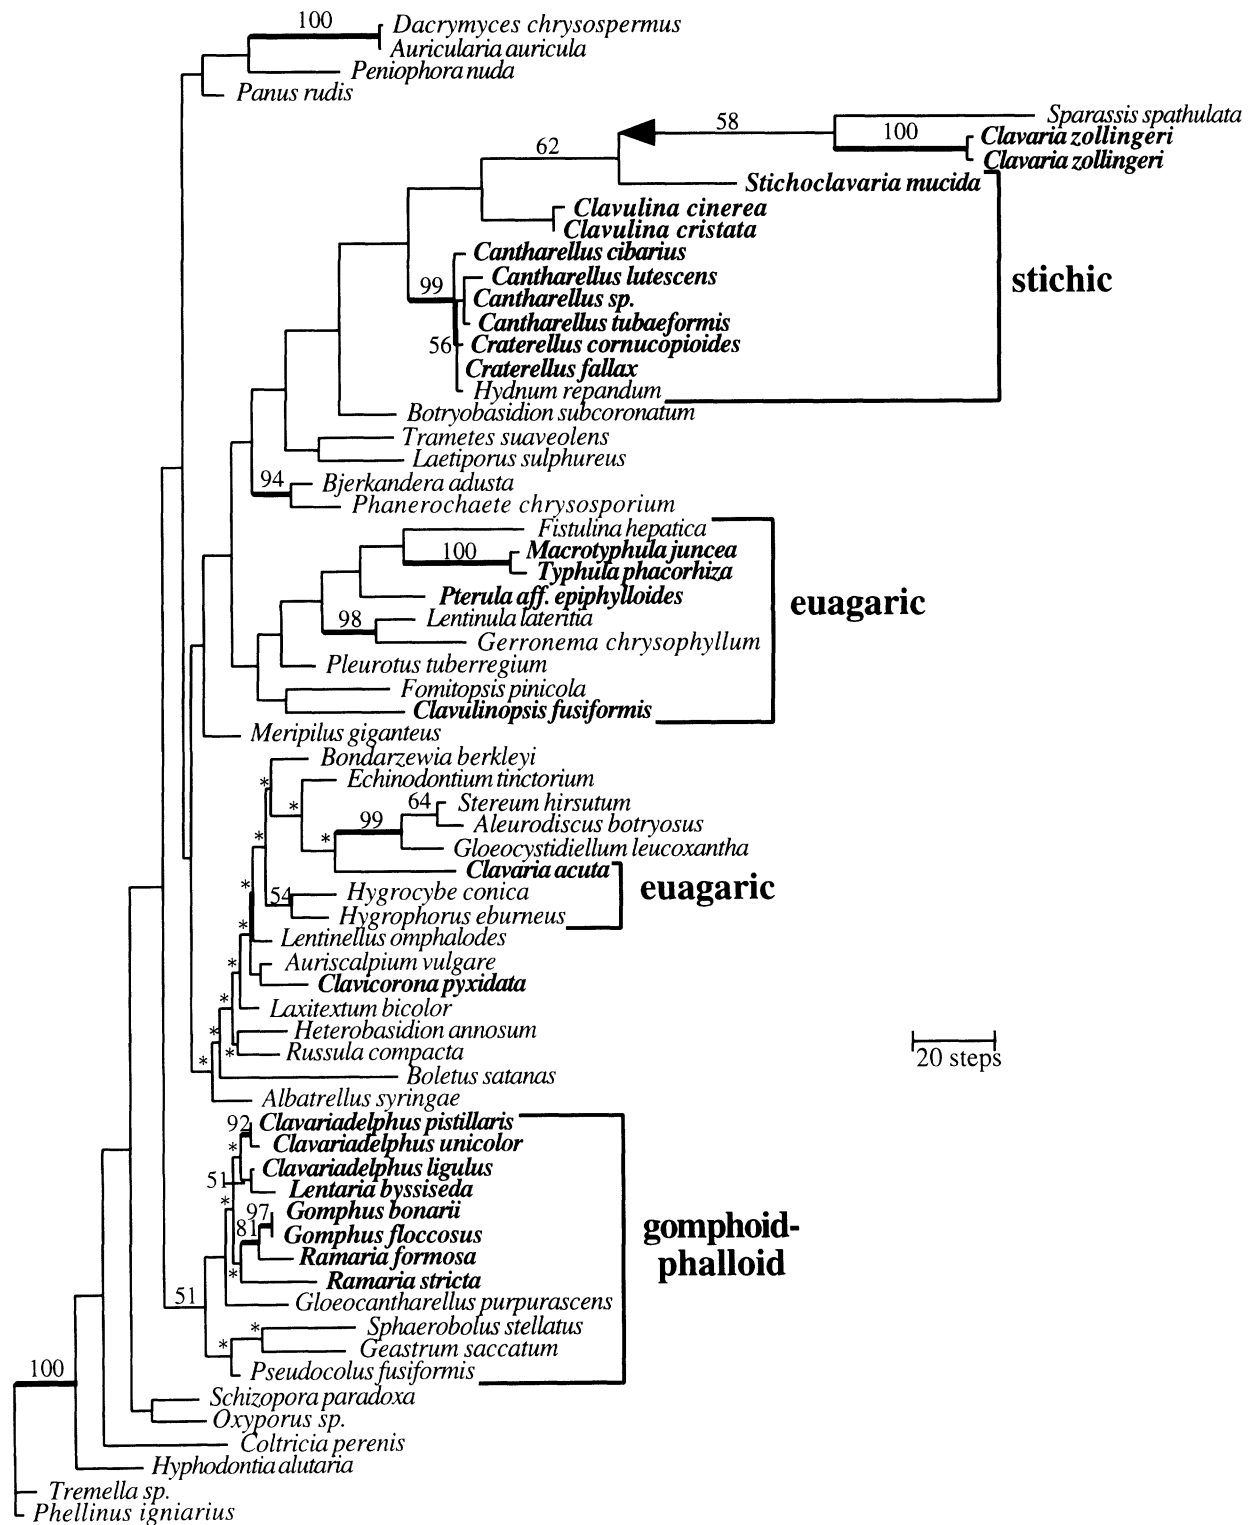 100
Dacrymyces chrysospermus
Auricularia auricula
Peniophora nuda
Panus rudis
Sparassis spathulata
58
100
Clavaria zollingeri
62
Clavaria zollingeri
Stichoclavaria mucida
Clavulina cinerea
Clavulina cristata
Cantharellus cibarius
stichic
Cantharellus lutescens
99
Cantharellus sp.
Cantharellus tubaeformis
56
Craterellus cornucopioides
Craterellus fallax
Hydnum repandum
Botryobasidion subcoronatum
Trametes suaveolens
Laetiporus sulphureus
94
Bjerkandera adusta
Phanerochaete chrysosporium
Fistulina hepatica
100
Macrotyphula juncea
Typhula phacorhiza
Pterula aff. epiphylloides
euagaric
98
Lentinula lateritia
Gerronema chrysophyllum
Pleurotus tuberregium
Fomitopsis pinicola
Clavulinopsis fusiformis
Meripilus giganteus
Bondarzewia berkleyi
*
Echinodontium tinctorium
*
64
Stereum hirsutum
99
Aleurodiscus botryosus
*
*
Gloeocystidiellum leucoxantha
Clavaria acuta
*
euagaric
54
Hygrocybe conica
Hygrophorus eburneus
*
Lentinellus omphalodes
*
Auriscalpium vulgare
Clavicorona pyxidata
*
Laxitextum bicolor
*
Heterobasidion annosum
*
Russula compacta
*
Boletus satanas
Albatrellus syringae
20 steps
92
Clavariadelphus pistillaris
*
Clavariadelphus unicolor
Clavariadelphus ligulus
51
Lentaria byssiseda
*
97
Gomphus bonarii
81
Gomphus floccosus
gomphoid-
phalloid
Ramaria formosa
*
Ramaria stricta
51
Gloeocantharellus purpurascens
*
Sphaerobolus stellatus
*
Geastrum saccatum
Pseudocolus fusiformis
100
Schizopora paradoxa
Oxyporus sp.
Coltricia perenis
Hyphodontia alutaria
Tremella sp.
Phellinus igniarius